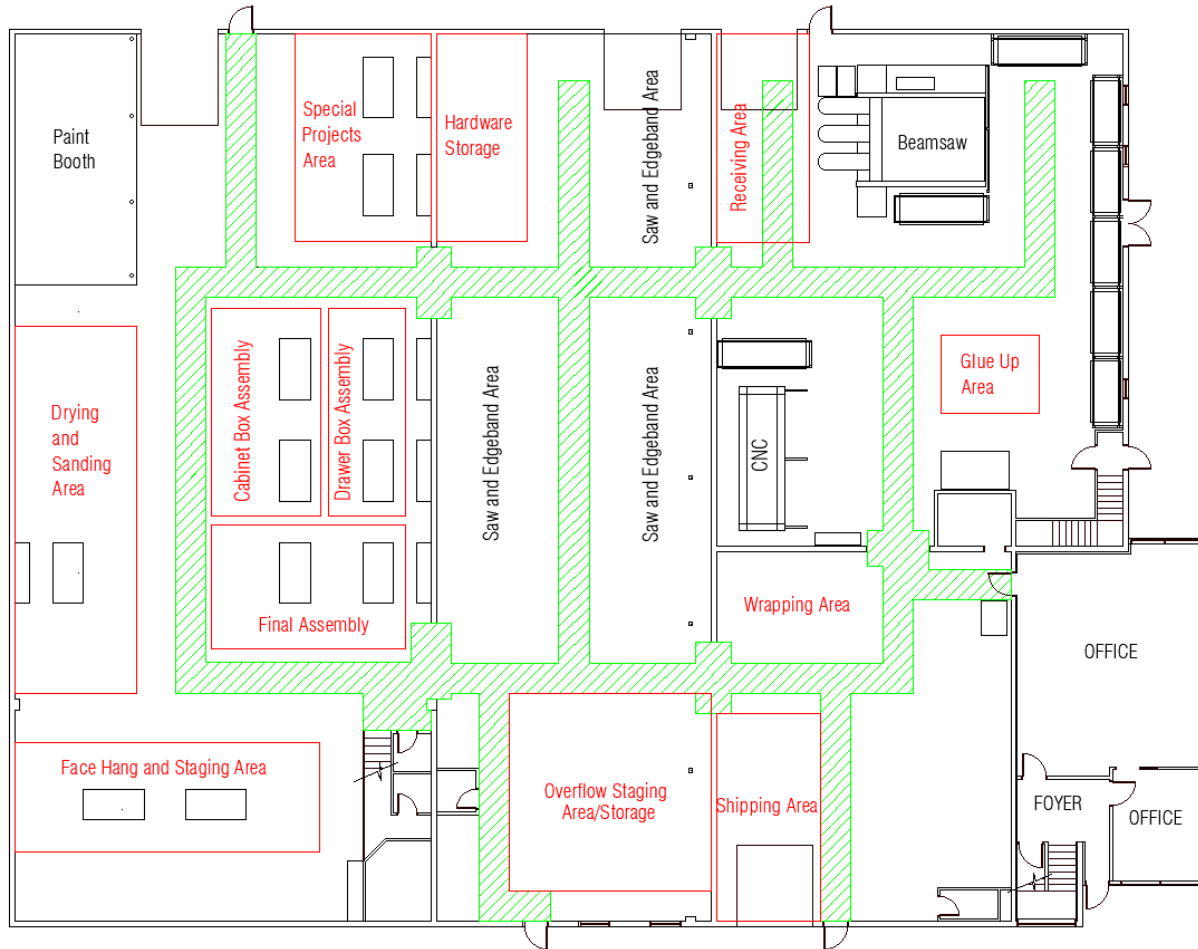 Paint
Booth
Special
Projects
Area
Hardware
Storage
Saw and Edgeband Area
Receiving Area
Beamsaw
Drying
and
Sanding
Area
Cabinet Box Assembly
Drawer Box Assembly
Saw and Edgeband Area
Saw and Edgeband Area
CNC
Glue Up
Area
Final Assembly
Wrapping Area
OFFICE
Face Hang and Staging Area
Overflow Staging
Area/Storage
Shipping Area
FOYER
OFFICE